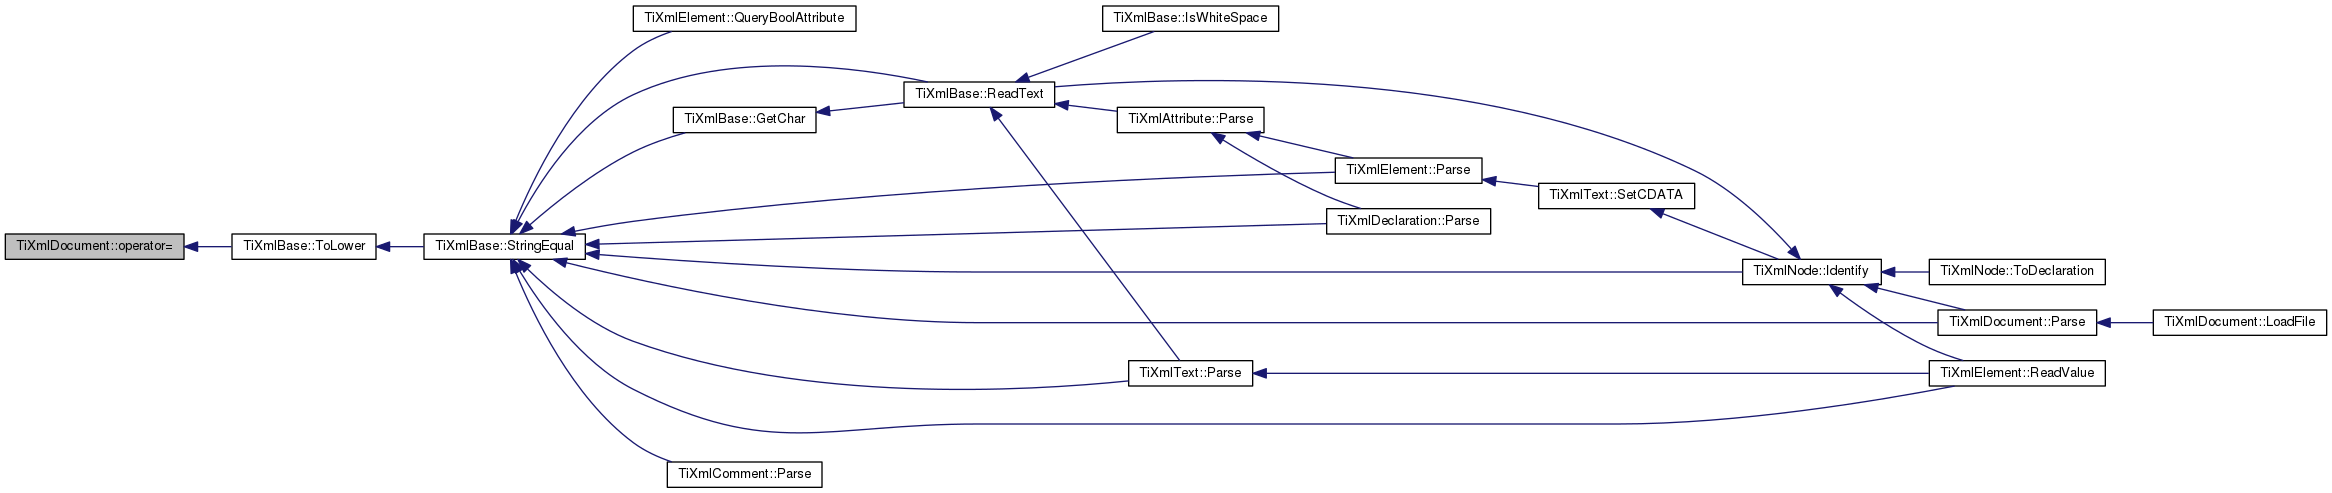 TiXmlElement::QueryBoolAttribute
TiXmlBase::IsWhiteSpace
TiXmlBase::ReadText
TiXmlBase::GetChar
TiXmlAttribute::Parse
TiXmlElement::Parse
TiXmlText::SetCDATA
TiXmlDeclaration::Parse
TiXmlDocument::operator=
TiXmlBase::ToLower
TiXmlBase::StringEqual
TiXmlNode::Identify
TiXmlNode::ToDeclaration
TiXmlDocument::Parse
TiXmlDocument::LoadFile
TiXmlText::Parse
TiXmlElement::ReadValue
TiXmlComment::Parse